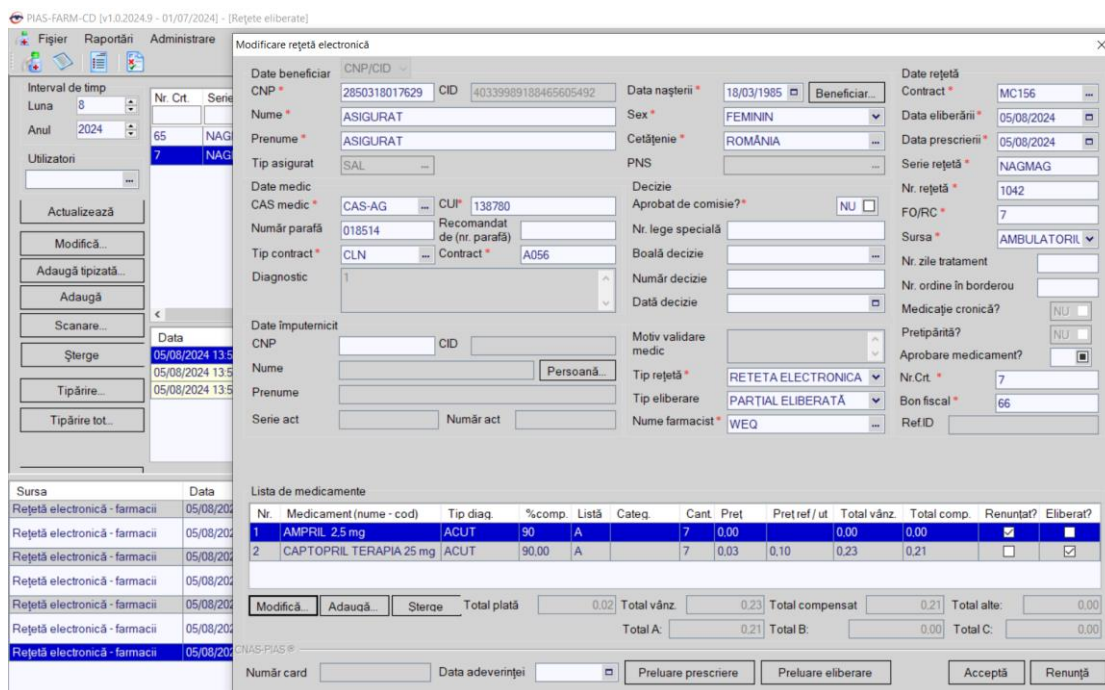 PIAS-FARM-CD [v1.0.2024.9 - 01/07/2024] - [Rețete eliberate]
Fișier Raportări Administrare
Interval de timp
Luna 8
Anul 2024
Utilizatori
Actualizează
Modifică...
Adaugă tipizată...
Adaugă
Scanare...
Șterge
Tipărire...
Tipărire tot...
Nr. Crt. Serie
65 NAG
7 NAG
Data
05/08/2024 13:5
05/08/2024 13:5
05/08/2024 13:5
Sursa Data
Rețetă electronică - farmacii 05/08/202
Rețetă electronică - farmacii 05/08/202
Rețetă electronică - farmacii 05/08/202
Rețetă electronică - farmacii 05/08/202
Rețetă electronică - farmacii 05/08/202
Rețetă electronică - farmacii 05/08/202
Rețetă electronică - farmacii 05/08/202
Modificare rețetă electronică
Date beneficiar CNP/CID
CNP * 2850318017629 CID 40339989188465605492
Nume * ASIGURAT
Prenume * ASIGURAT
Tip asigurat SAL ...
Data nașterii * 18/03/1985 Beneficiar...
Sex * FEMININ
Cetățenie * ROMÂNIA ...
PNS ...
Date medic
CAS medic * CAS-AG ... CUI* 138780
Număr parafă 018514 Recomandat
de (nr. parafă)
Tip contract * CLN ... Contract * A056
Diagnostic 1
Decizie
Aprobat de comisie?* NU
Nr. lege specială
Boală decizie ...
Număr decizie
Dată decizie
Date împuternicit
CNP CID
Nume Persoană...
Prenume
Serie act Număr act
Motiv validare
medic
Tip rețetă * RETETA ELECTRONICA
Tip eliberare PARȚIAL ELIBERATĂ
Nume farmacist * WEQ ...
Date rețetă
Contract * MC156 ...
Data eliberării * 05/08/2024
Data prescrierii * 05/08/2024
Serie rețetă * NAGMAG
Nr. rețetă * 1042
FO/RC * 7
Sursa * AMBULATORIU
Nr. zile tratament
Nr. ordine în borderou
Medicație cronică? NU
Pretipărită? NU
Aprobare medicament?
Nr.Crt. * 7
Bon fiscal * 66
Ref.ID
Lista de medicamente
Nr. Medicament (nume - cod) Tip diag. %comp. Listă Categ. Cant. Preț Preț ref / ut Total vânz. Total comp. Renunțat? Eliberat?
1 AMPRIL 2,5 mg ACUT 90 A 7 0,00 0,00 0,00
2 CAPTOPRIL TERAPIA 25 mg ACUT 90,00 A 7 0,03 0,10 0,23 0,21
Modifică... Adaugă... Șterge Total plată 0.02 Total vânz. 0.23 Total compensat 0.21 Total alte: 0.00
Total A: 0.21 Total B: 0.00 Total C: 0.00
CNAS-PIAS ®
Număr card Data adeverinței Preluare prescriere Preluare eliberare Acceptă Renunță